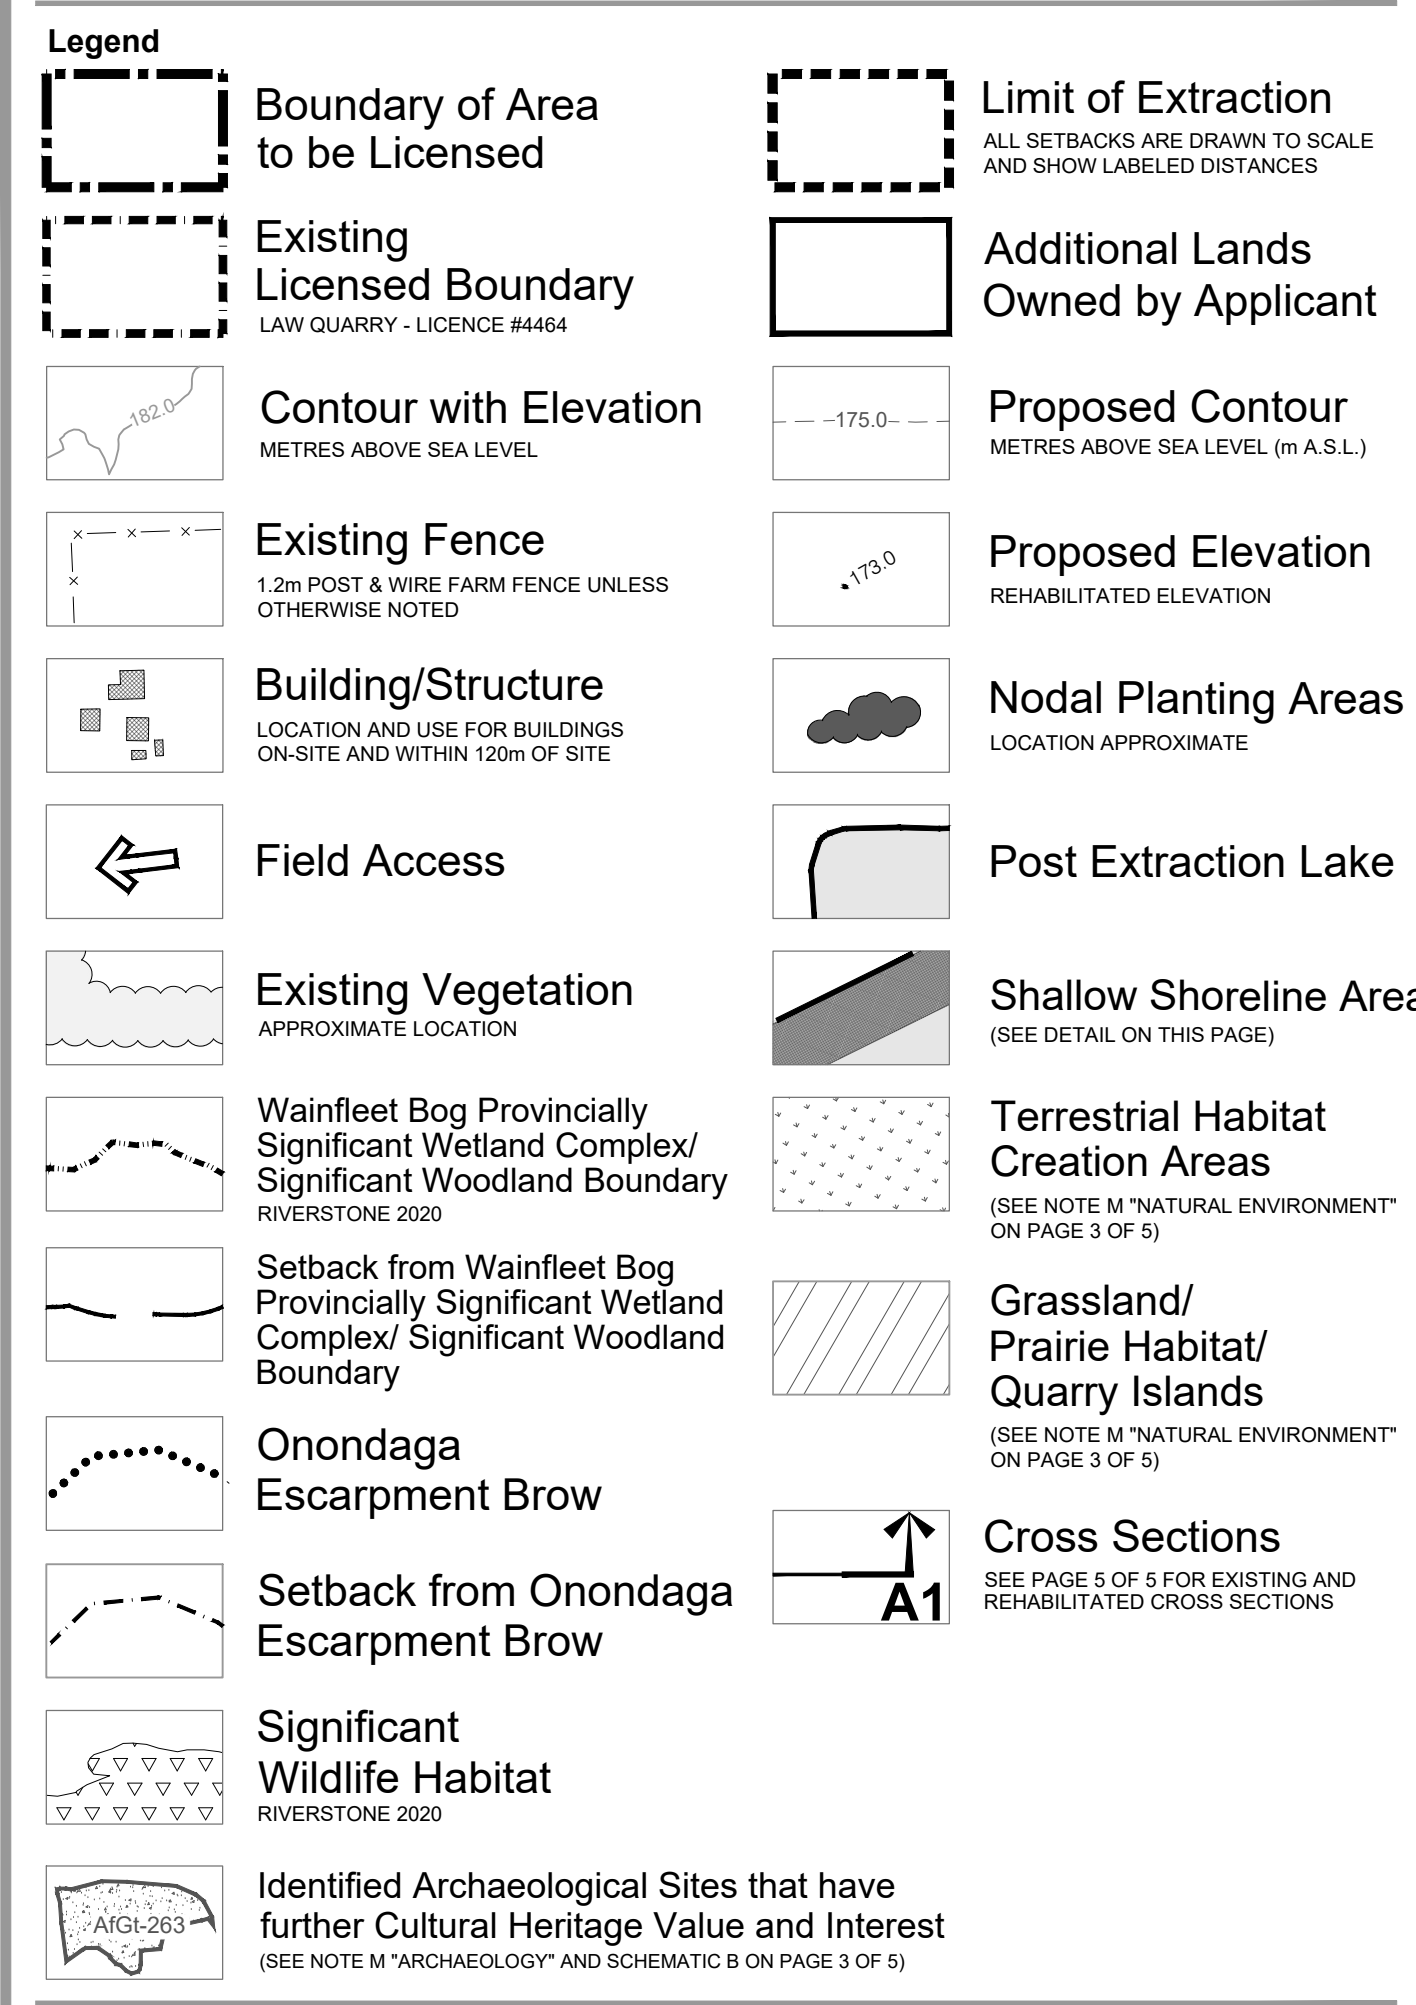 Legend
Boundary of Area
to be Licensed
Existing
Licensed Boundary
LAW QUARRY - LICENCE #4464
182.0
Contour with Elevation
METRES ABOVE SEA LEVEL
Existing Fence
1.2m POST & WIRE FARM FENCE UNLESS
OTHERWISE NOTED
Building/Structure
LOCATION AND USE FOR BUILDINGS
ON-SITE AND WITHIN 120m OF SITE
Field Access
Existing Vegetation
APPROXIMATE LOCATION
Wainfleet Bog Provincially
Significant Wetland Complex/
Significant Woodland Boundary
RIVERSTONE 2020
Setback from Wainfleet Bog
Provincially Significant Wetland
Complex/ Significant Woodland
Boundary
Onondaga
Escarpment Brow
Setback from Onondaga
Escarpment Brow
Significant
Wildlife Habitat
RIVERSTONE 2020
AfGt-263
Identified Archaeological Sites that have
further Cultural Heritage Value and Interest
(SEE NOTE M "ARCHAEOLOGY" AND SCHEMATIC B ON PAGE 3 OF 5)
Limit of Extraction
ALL SETBACKS ARE DRAWN TO SCALE
AND SHOW LABELED DISTANCES
Additional Lands
Owned by Applicant
175.0
Proposed Contour
METRES ABOVE SEA LEVEL (m A.S.L.)
173.0
Proposed Elevation
REHABILITATED ELEVATION
Nodal Planting Areas
LOCATION APPROXIMATE
Post Extraction Lake
Shallow Shoreline Area
(SEE DETAIL ON THIS PAGE)
Terrestrial Habitat
Creation Areas
(SEE NOTE M "NATURAL ENVIRONMENT"
ON PAGE 3 OF 5)
Grassland/
Prairie Habitat/
Quarry Islands
(SEE NOTE M "NATURAL ENVIRONMENT"
ON PAGE 3 OF 5)
A1
Cross Sections
SEE PAGE 5 OF 5 FOR EXISTING AND
REHABILITATED CROSS SECTIONS